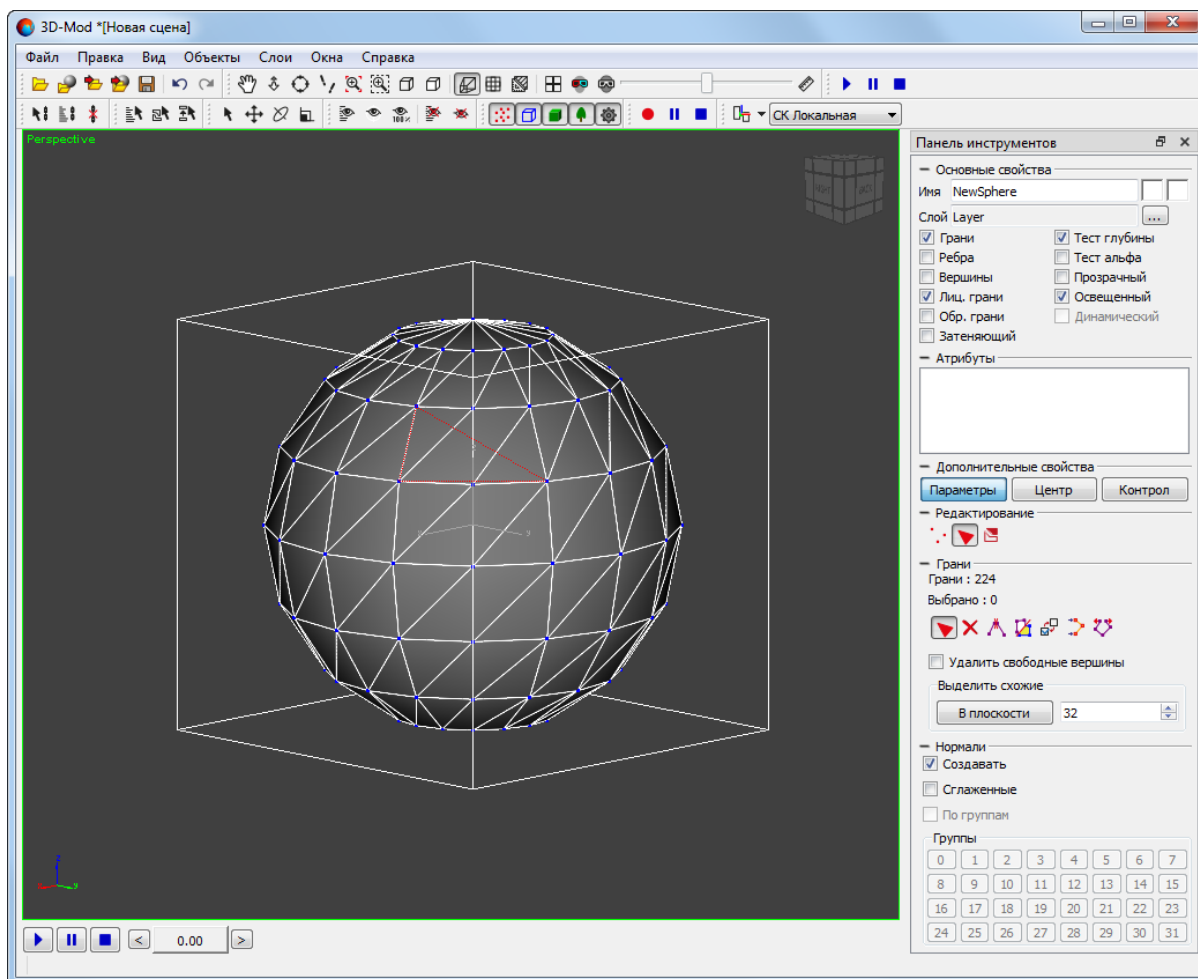 3D-Mod *[Новая сцена]
Файл Правка Вид Объекты Слои Окна Справка
100%
СК Локальная
Perspective
Панель инструментов
Основные свойства
Имя NewSphere
Слой Layer ...
Грани Тест глубины
Ребра Тест альфа
Вершины Прозрачный
Лиц. грани Освещенный
Обр. грани Динамический
Затеняющий
Атрибуты
Дополнительные свойства
Параметры Центр Контрол
Редактирование
Грани
Грани : 224
Выбрано : 0
Удалить свободные вершины
Выделить схожие
В плоскости 32
Нормали
Создавать
Сглаженные
По группам
Группы
0 1 2 3 4 5 6 7
8 9 10 11 12 13 14 15
16 17 18 19 20 21 22 23
24 25 26 27 28 29 30 31
y
y
< 0.00 >